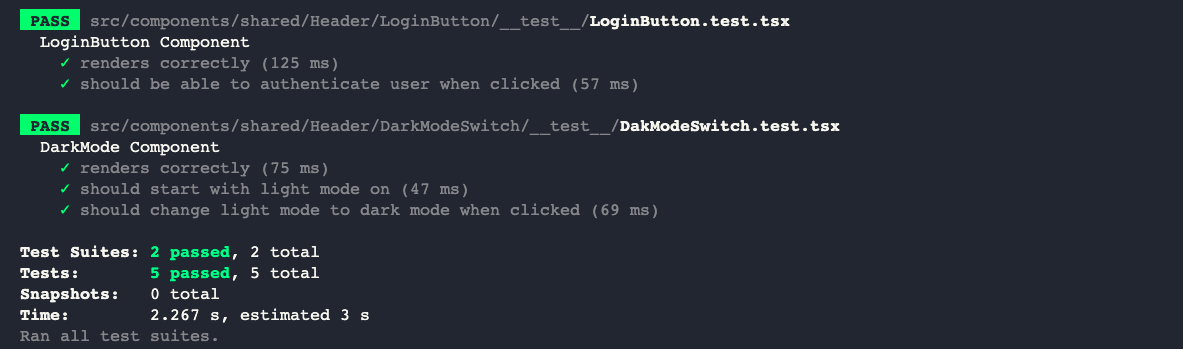 PASS src/components/shared/Header/LoginButton/__test__/LoginButton.test.tsx
LoginButton Component
✓ renders correctly (125 ms)
✓ should be able to authenticate user when clicked (57 ms)
PASS src/components/shared/Header/DarkModeSwitch/__test__/DakModeSwitch.test.tsx
DarkMode Component
✓ renders correctly (75 ms)
✓ should start with light mode on (47 ms)
✓ should change light mode to dark mode when clicked (69 ms)
Test Suites: 2 passed, 2 total
Tests: 5 passed, 5 total
Snapshots: 0 total
Time: 2.267 s, estimated 3 s
Ran all test suites.